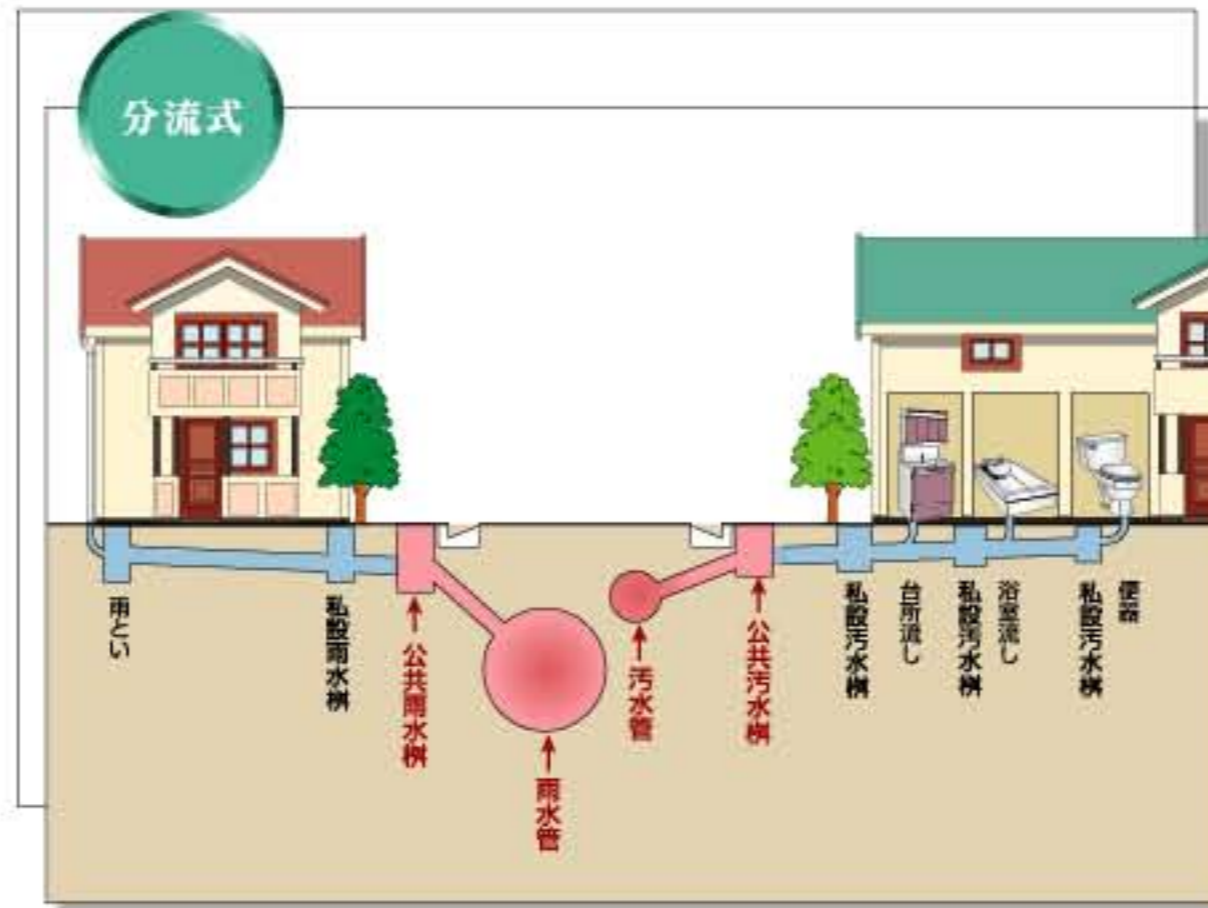 分流式
雨とい
私設雨水桝
公共雨水桝
雨水管
汚水管
公共汚水桝
私設汚水桝
台所流し
私設汚水桝
浴室流し
私設汚水桝
便器